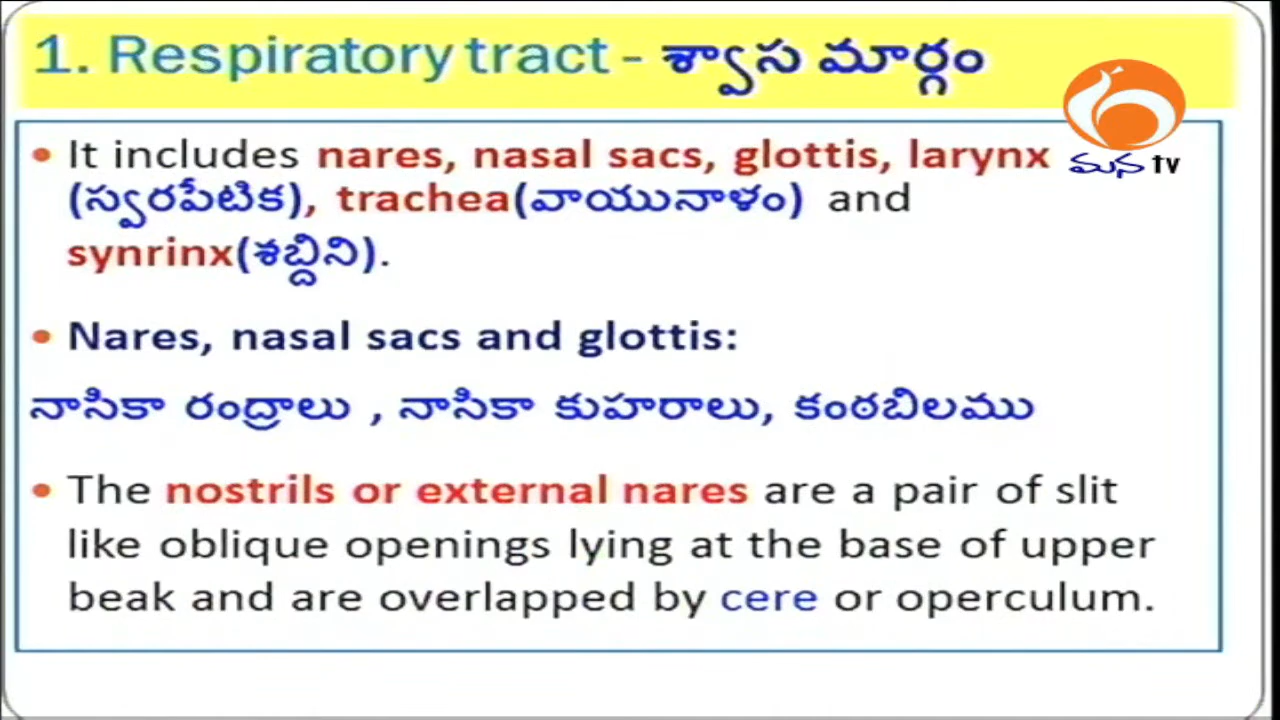 1. Respiratory tract - శ్వాస మార్గం
మన tv
• It includes nares, nasal sacs, glottis, larynx
(స్వరపేటిక), trachea(వాయునాళం) and
synrinx(శబ్దిని).
• Nares, nasal sacs and glottis:
నాసికా రంద్రాలు , నాసికా కుహరాలు, కంఠబిలము
• The nostrils or external nares are a pair of slit
like oblique openings lying at the base of upper
beak and are overlapped by cere or operculum.